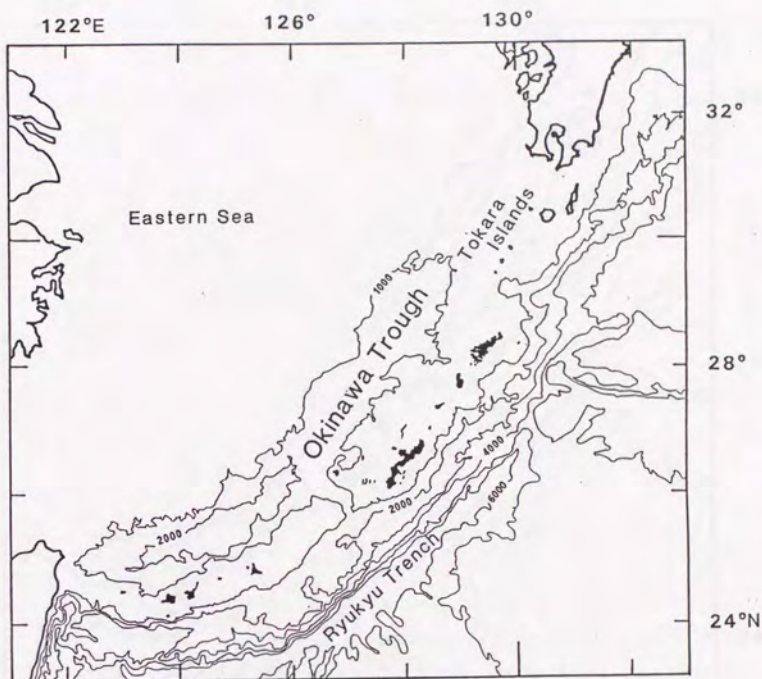 122°E
126°
130°
32°
Eastern Sea
Tokara
Islands
1000
Okinawa Trough
28°
4000
6000
2000
2000
Ryukyu Trench
24°N